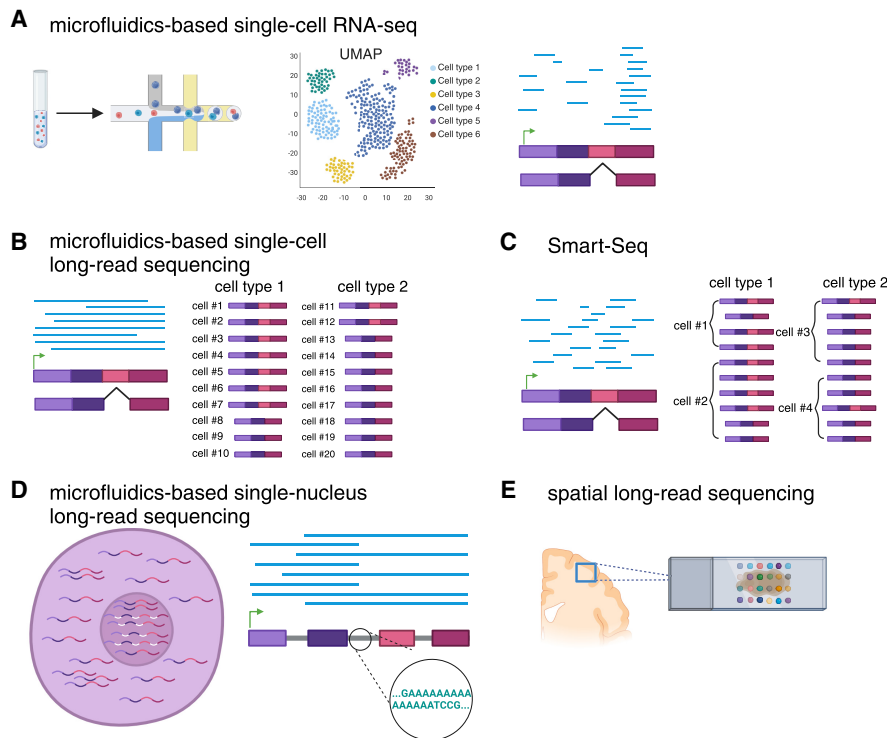 A
microfluidics-based single-cell RNA-seq
UMAP
30
20
10
0
-10
-20
-30
-30
-20
-10
0
10
20
30
Cell type 1
Cell type 2
Cell type 3
Cell type 4
Cell type 5
Cell type 6
B
microfluidics-based single-cell
long-read sequencing
cell type 1
cell #1
cell #2
cell #3
cell #4
cell #5
cell #6
cell #7
cell #8
cell #9
cell #10
cell type 2
cell #11
cell #12
cell #13
cell #14
cell #15
cell #16
cell #17
cell #18
cell #19
cell #20
C
Smart-Seq
cell type 1
cell #1
cell #2
cell type 2
cell #3
cell #4
D
microfluidics-based single-nucleus
long-read sequencing
...GAAAAAAAAA
AAAAAATCCG...
E
spatial long-read sequencing